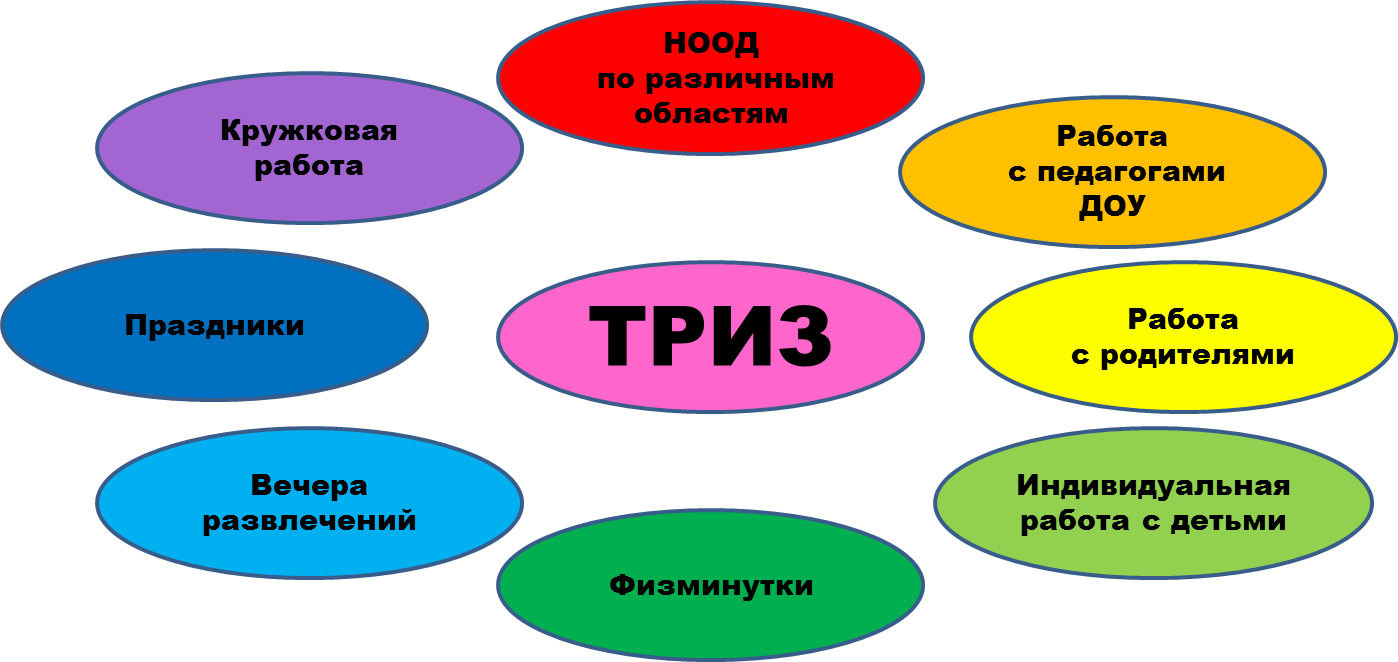 НООД
по различным
областям
Кружковая
работа
Работа
с педагогами
ДОУ
Праздники
ТРИЗ
Работа
с родителями
Вечера
развлечений
Индивидуальная
работа с детьми
Физминутки